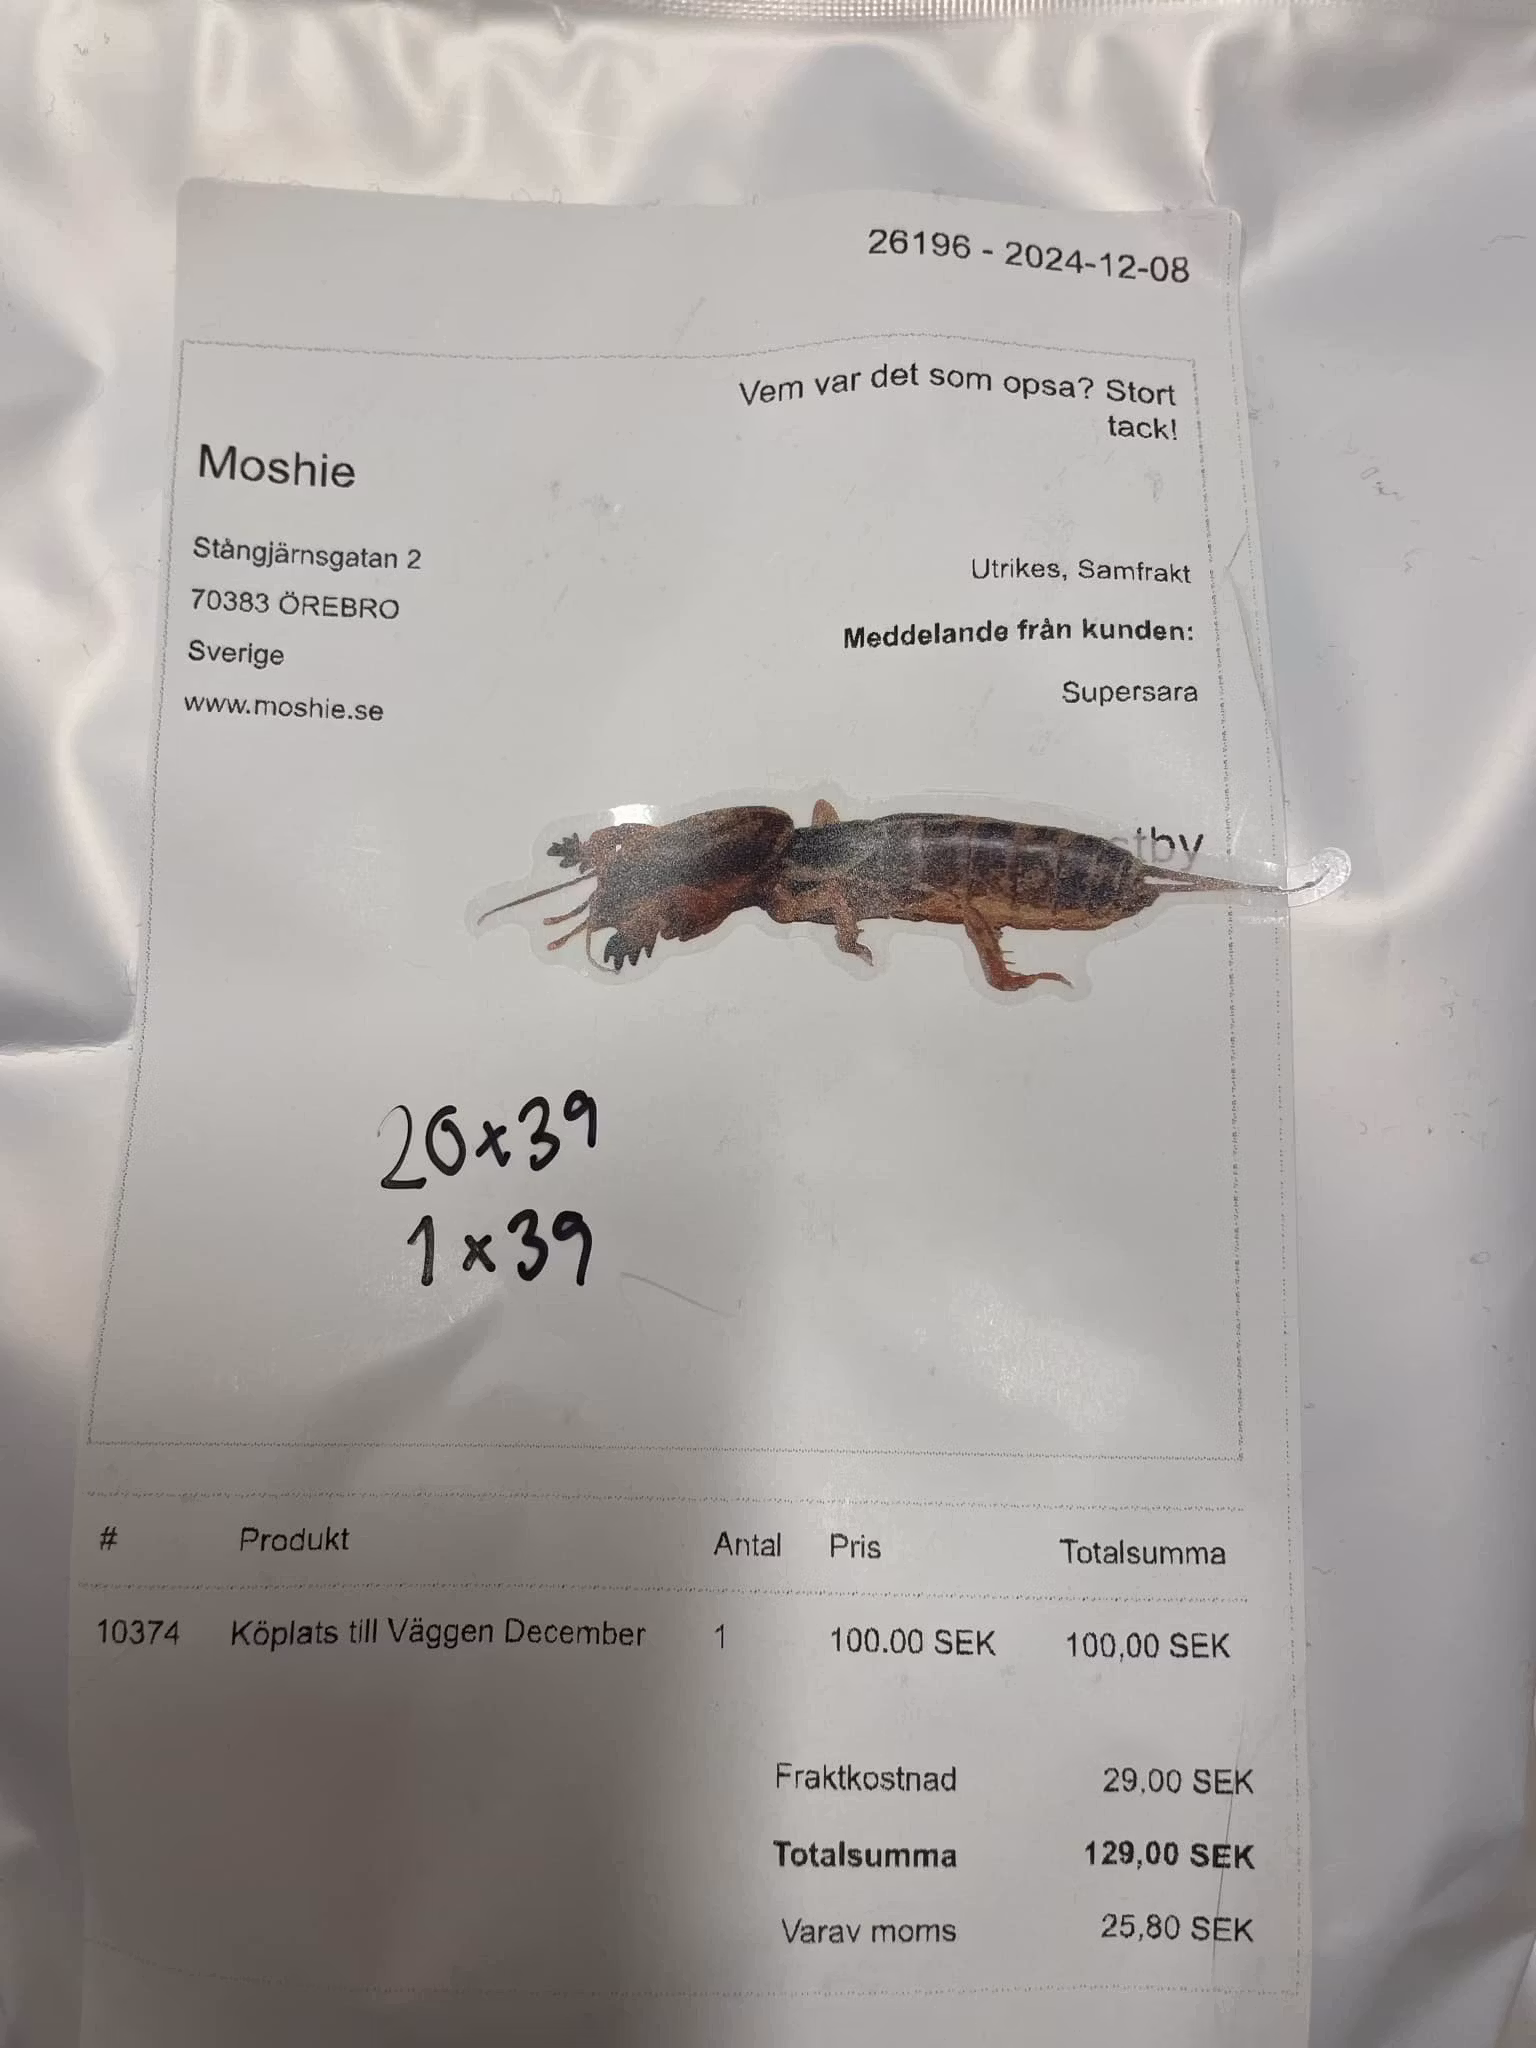 26196 - 2024-12-08
Vem var det som opsa? Stort
tack!
Moshie
Stångjärnsgatan 2
70383 ÖREBRO
Sverige
www.moshie.se
Utrikes, Samfrakt
Meddelande från kunden:
Supersara
20x39
1x39
# Produkt Antal Pris Totalsumma
10374 Köplats till Väggen December 1 100.00 SEK 100,00 SEK
Fraktkostnad 29,00 SEK
Totalsumma 129,00 SEK
Varav moms 25,80 SEK